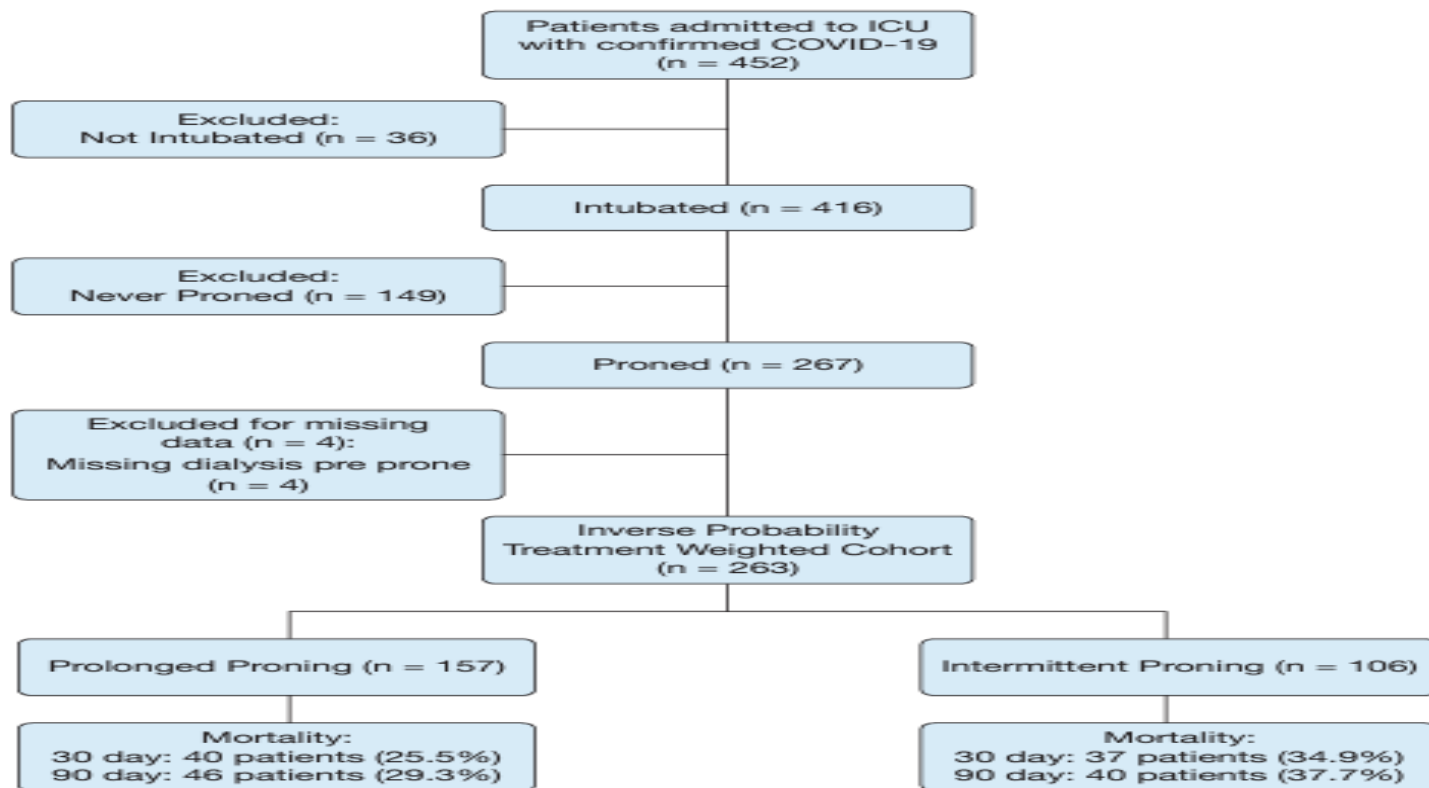 Patients admitted to ICU
with confirmed COVID-19
(n = 452)
Excluded:
Not Intubated (n = 36)
Intubated (n = 416)
Excluded:
Never Proned (n = 149)
Proned (n = 267)
Excluded for missing
data (n = 4):
Missing dialysis pre prone
(n = 4)
Inverse Probability
Treatment Weighted Cohort
(n = 263)
Prolonged Proning (n = 157)
Intermittent Proning (n = 106)
Mortality:
30 day: 40 patients (25.5%)
90 day: 46 patients (29.3%)
Mortality:
30 day: 37 patients (34.9%)
90 day: 40 patients (37.7%)